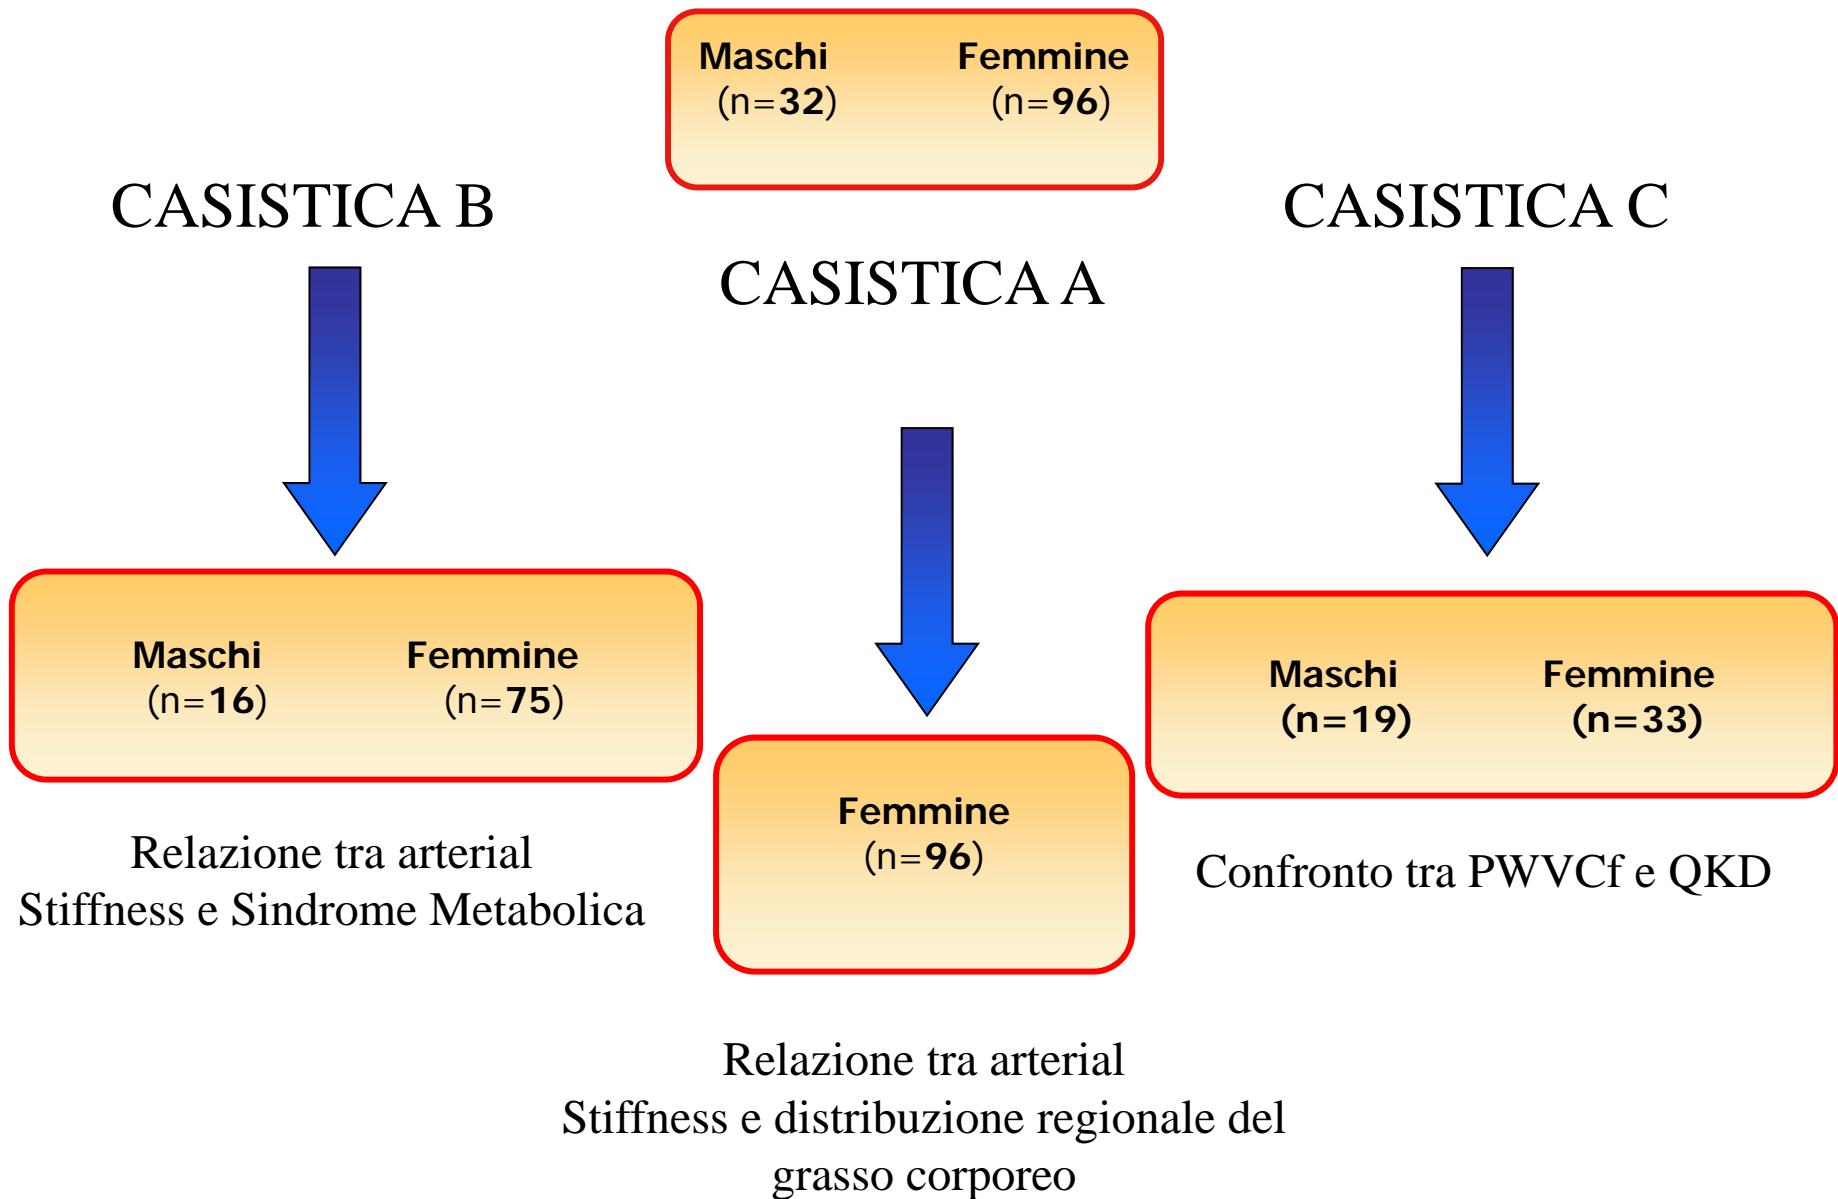 Maschi Femmine
(n=32) (n=96)
CASISTICA B
CASISTICA A
CASISTICA C
Maschi Femmine
(n=16) (n=75)
Relazione tra arterial
Stiffness e Sindrome Metabolica
Femmine
(n=96)
Relazione tra arterial
Stiffness e distribuzione regionale del
grasso corporeo
Maschi Femmine
(n=19) (n=33)
Confronto tra PWVCf e QKD